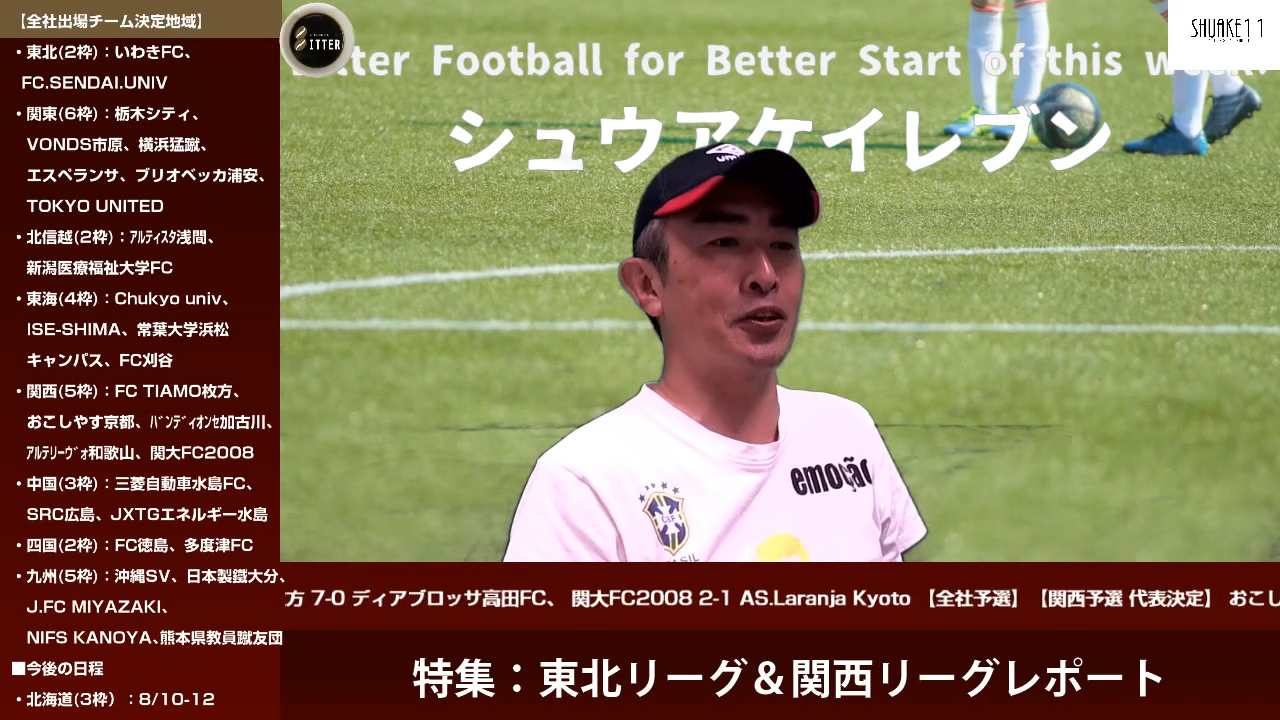 【全社出場チーム決定地域】
・東北(2枠)：いわきFC、
FC.SENDAI.UNIV
・関東(6枠)：栃木シティ、
VONDS市原、横浜猛蹴、
エスペランサ、ブリオベッカ浦安、
TOKYO UNITED
・北信越(2枠)：ｱﾙﾃｨｽﾀ浅間、
新潟医療福祉大学FC
・東海(4枠)：Chukyo univ、
ISE-SHIMA、常葉大学浜松
キャンパス、FC刈谷
・関西(5枠)：FC TIAMO枚方、
おこしやす京都、ﾊﾞﾝﾃﾞｨｵﾝｾ加古川、
ｱﾙﾃﾘｰｳﾞｫ和歌山、関大FC2008
・中国(3枠)：三菱自動車水島FC、
SRC広島、JXTGエネルギー水島
・四国(2枠)：FC徳島、多度津FC
・九州(5枠)：沖縄SV、日本製鐵大分、
J.FC MIYAZAKI、
NIFS KANOYA、熊本県教員蹴友団
■今後の日程
・北海道(3枠）：8/10-12
SHUAKE11
Football for Better Start of this
シュウアケイレブン
emoção
方 7-0 ディアブロッサ高田FC、 関大FC2008 2-1 AS.Laranja Kyoto 【全社予選】【関西予選 代表決定】 おこし
特集：東北リーグ＆関西リーグレポート